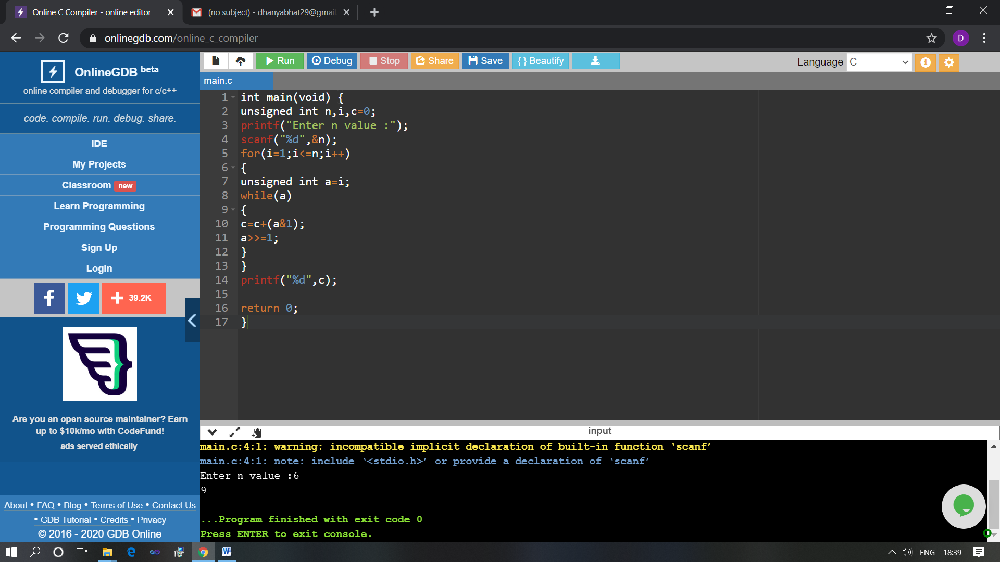 Online C Compiler - online editor
(no subject) - dhanyabhat29@gmail
onlinegdb.com/online_c_compiler
D
Run
Debug
Stop
Share
Save
{ } Beautify
Language
C
OnlineGDB beta
online compiler and debugger for c/c++
code. compile. run. debug. share.
IDE
My Projects
Classroom new
Learn Programming
Programming Questions
Sign Up
Login
39.2K
Are you an open source maintainer? Earn
up to $10k/mo with CodeFund!
ads served ethically
About • FAQ • Blog • Terms of Use • Contact Us
• GDB Tutorial • Credits • Privacy
© 2016 - 2020 GDB Online
main.c
1 int main(void) {
2 unsigned int n,i,c=0;
3 printf("Enter n value :");
4 scanf("%d",&n);
5 for(i=1;i<=n;i++)
6 {
7 unsigned int a=i;
8 while(a)
9 {
10 c=c+(a&1);
11 a>>=1;
12 }
13 }
14 printf("%d",c);
15
16 return 0;
17 }
input
main.c:4:1: warning: incompatible implicit declaration of built-in function ‘scanf’
main.c:4:1: note: include ‘<stdio.h>’ or provide a declaration of ‘scanf’
Enter n value :6
9
...Program finished with exit code 0
Press ENTER to exit console.
ENG
18:39